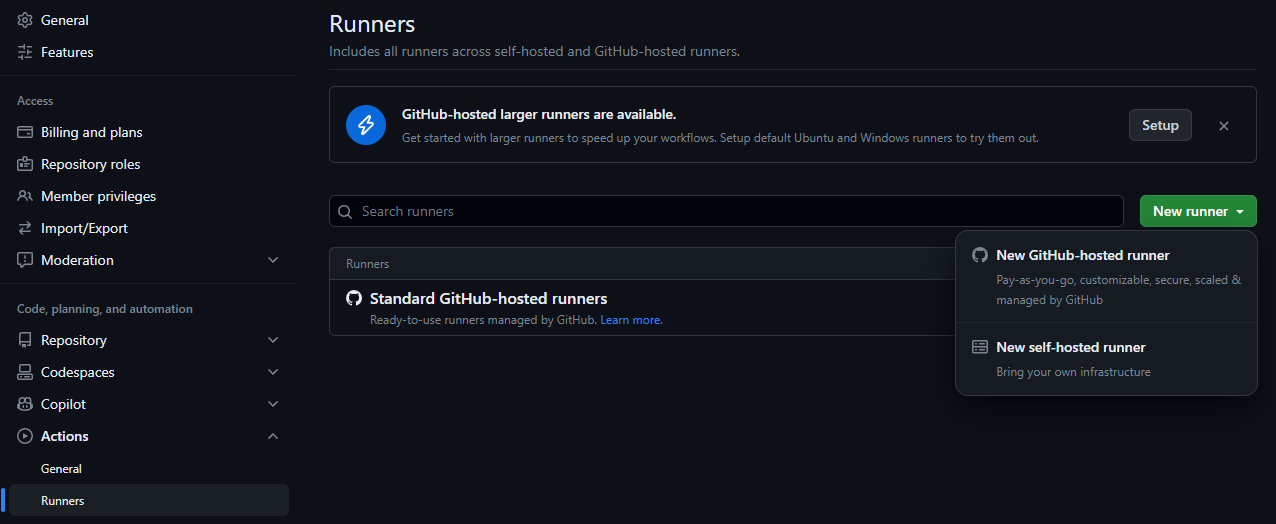 General
Features
Access
Billing and plans
Repository roles
Member privileges
Import/Export
Moderation
Code, planning, and automation
Repository
Codespaces
Copilot
Actions
General
Runners
Runners
Includes all runners across self-hosted and GitHub-hosted runners.
GitHub-hosted larger runners are available.
Get started with larger runners to speed up your workflows. Setup default Ubuntu and Windows runners to try them out.
Setup
Search runners
New runner
New GitHub-hosted runner
Pay-as-you-go, customizable, secure, scaled &
managed by GitHub
New self-hosted runner
Bring your own infrastructure
Runners
Standard GitHub-hosted runners
Ready-to-use runners managed by GitHub. Learn more.